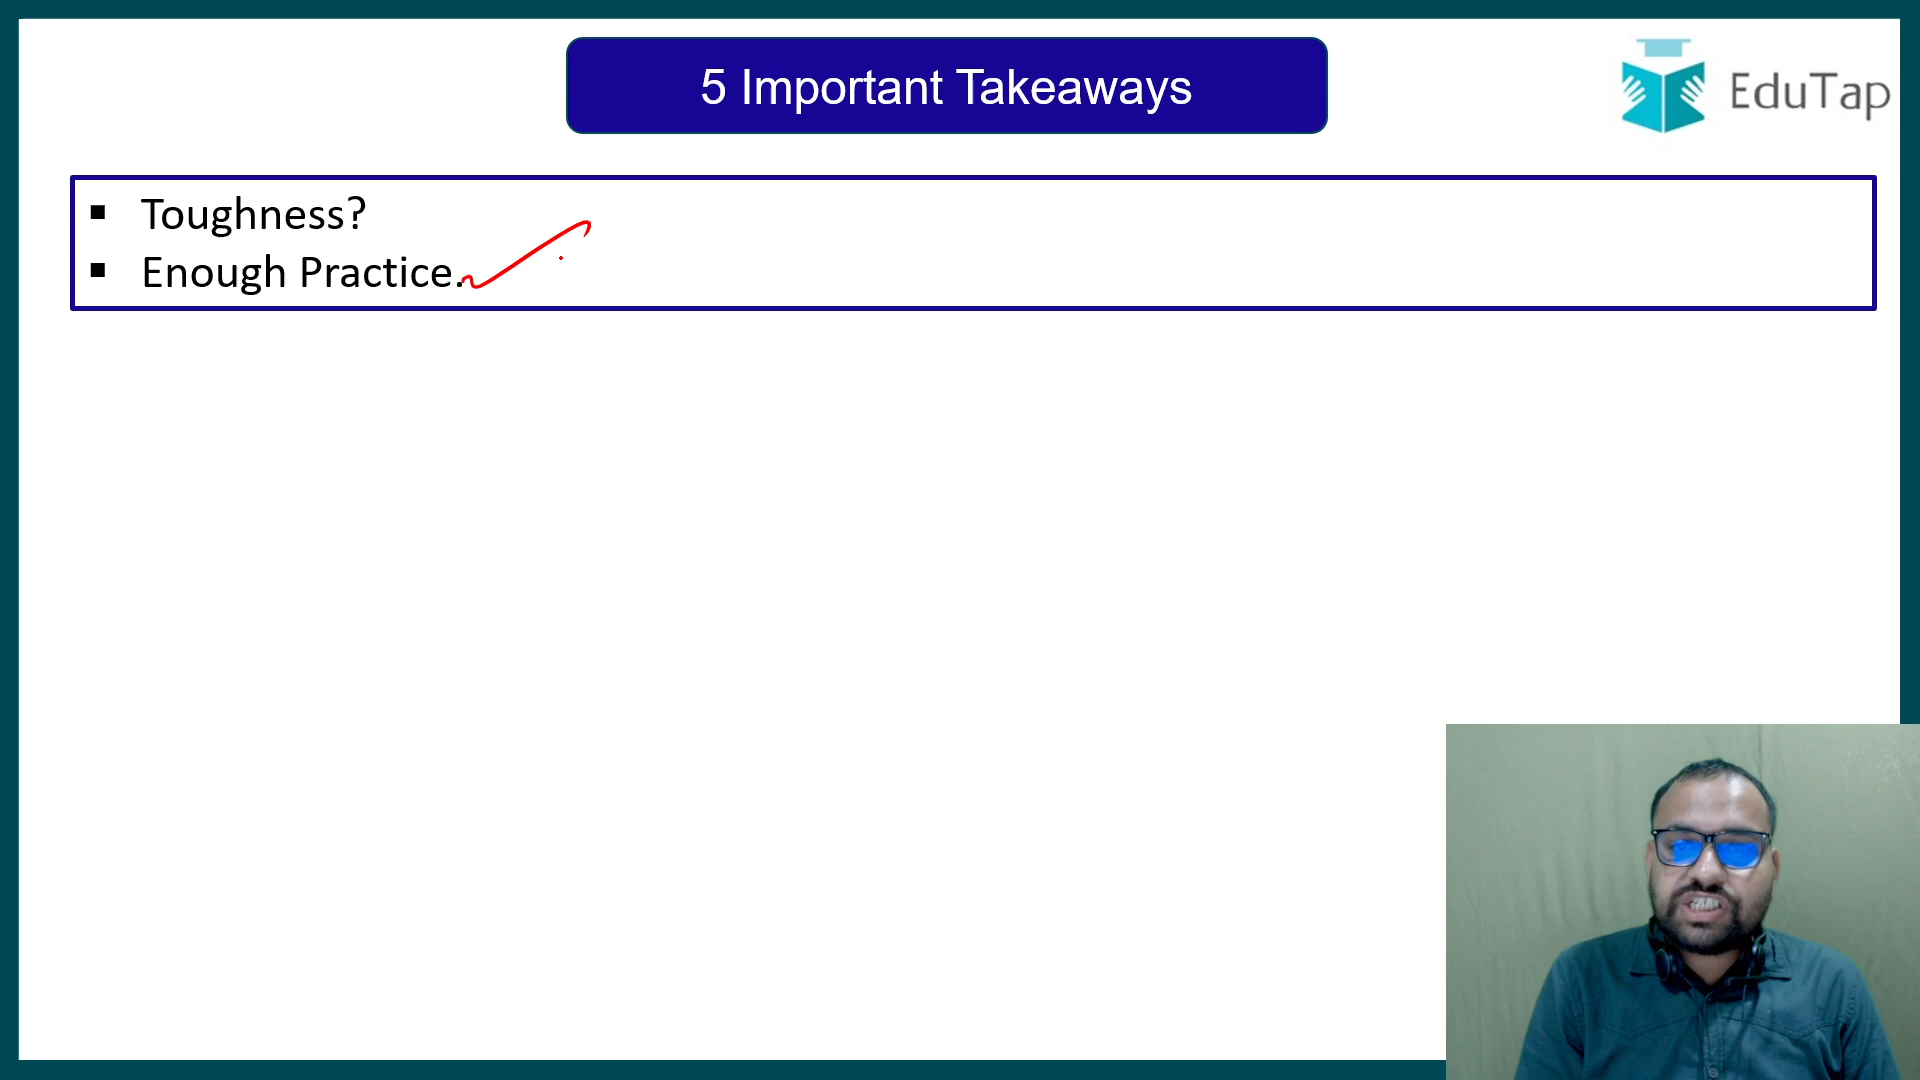 5 Important Takeaways
EduTap
▪ Toughness?
▪ Enough Practice.